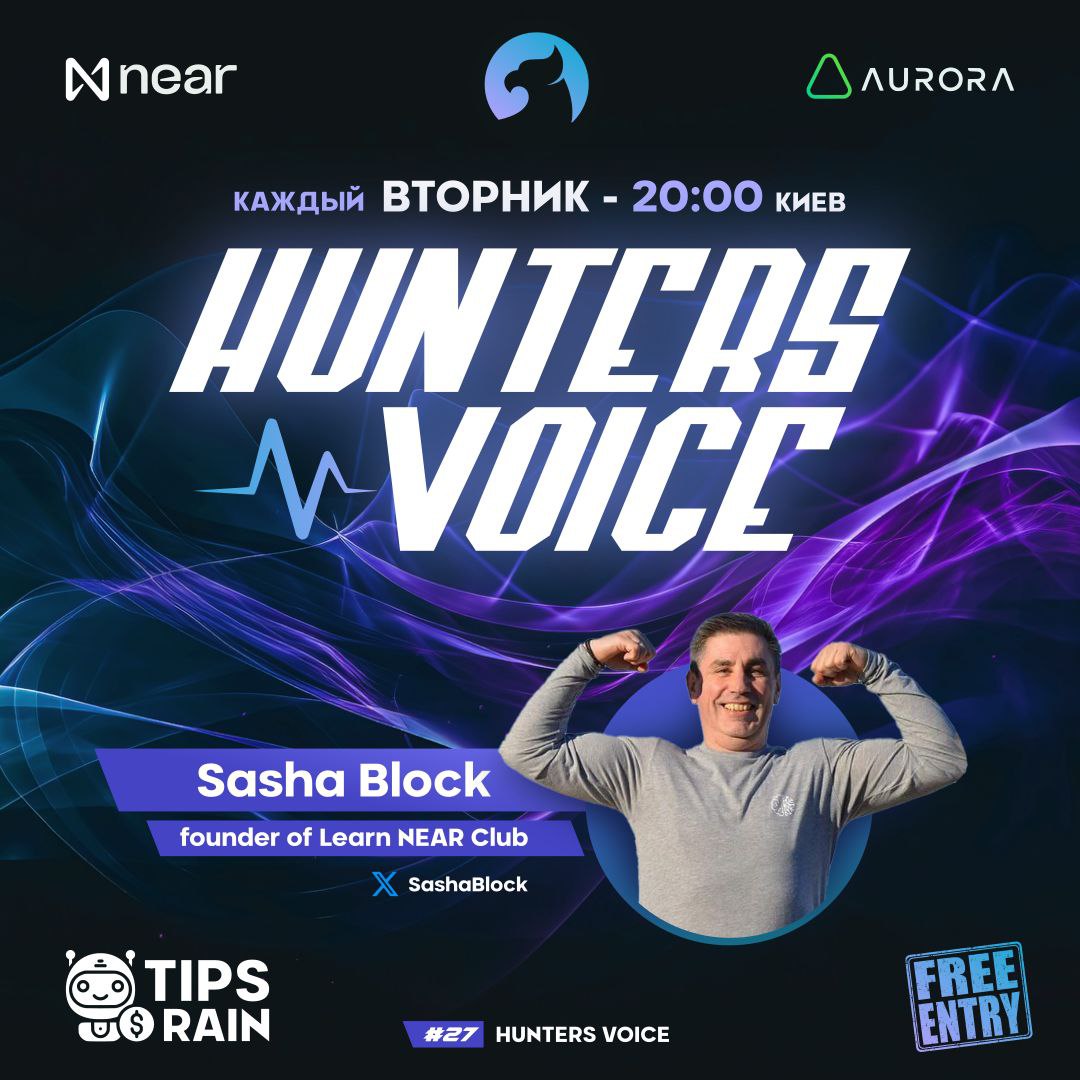 near
AURORA
КАЖДЫЙ ВТОРНИК - 20:00 КИЕВ
HUNTERS
VOICE
Sasha Block
founder of Learn NEAR Club
X SashaBlock
TIPS
RAIN
#27 HUNTERS VOICE
FREE
ENTRY